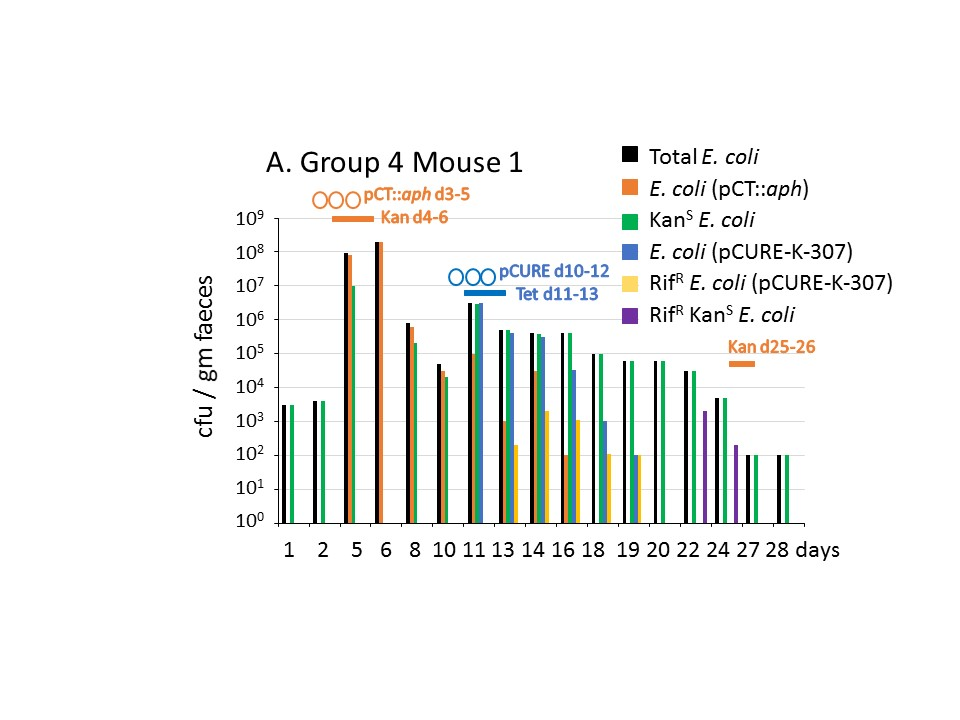 A. Group 4 Mouse 1
pCT::aph d3-5
Kan d4-6
pCURE d10-12
Tet d11-13
Kan d25-26
Total E. coli
E. coli (pCT::aph)
Kanˢ E. coli
E. coli (pCURE-K-307)
Rifᴿ E. coli (pCURE-K-307)
Rifᴿ Kanˢ E. coli
cfu / gm faeces
10⁹
10⁸
10⁷
10⁶
10⁵
10⁴
10³
10²
10¹
10⁰
1 2 5 6 8 10 11 13 14 16 18 19 20 22 24 27 28 days